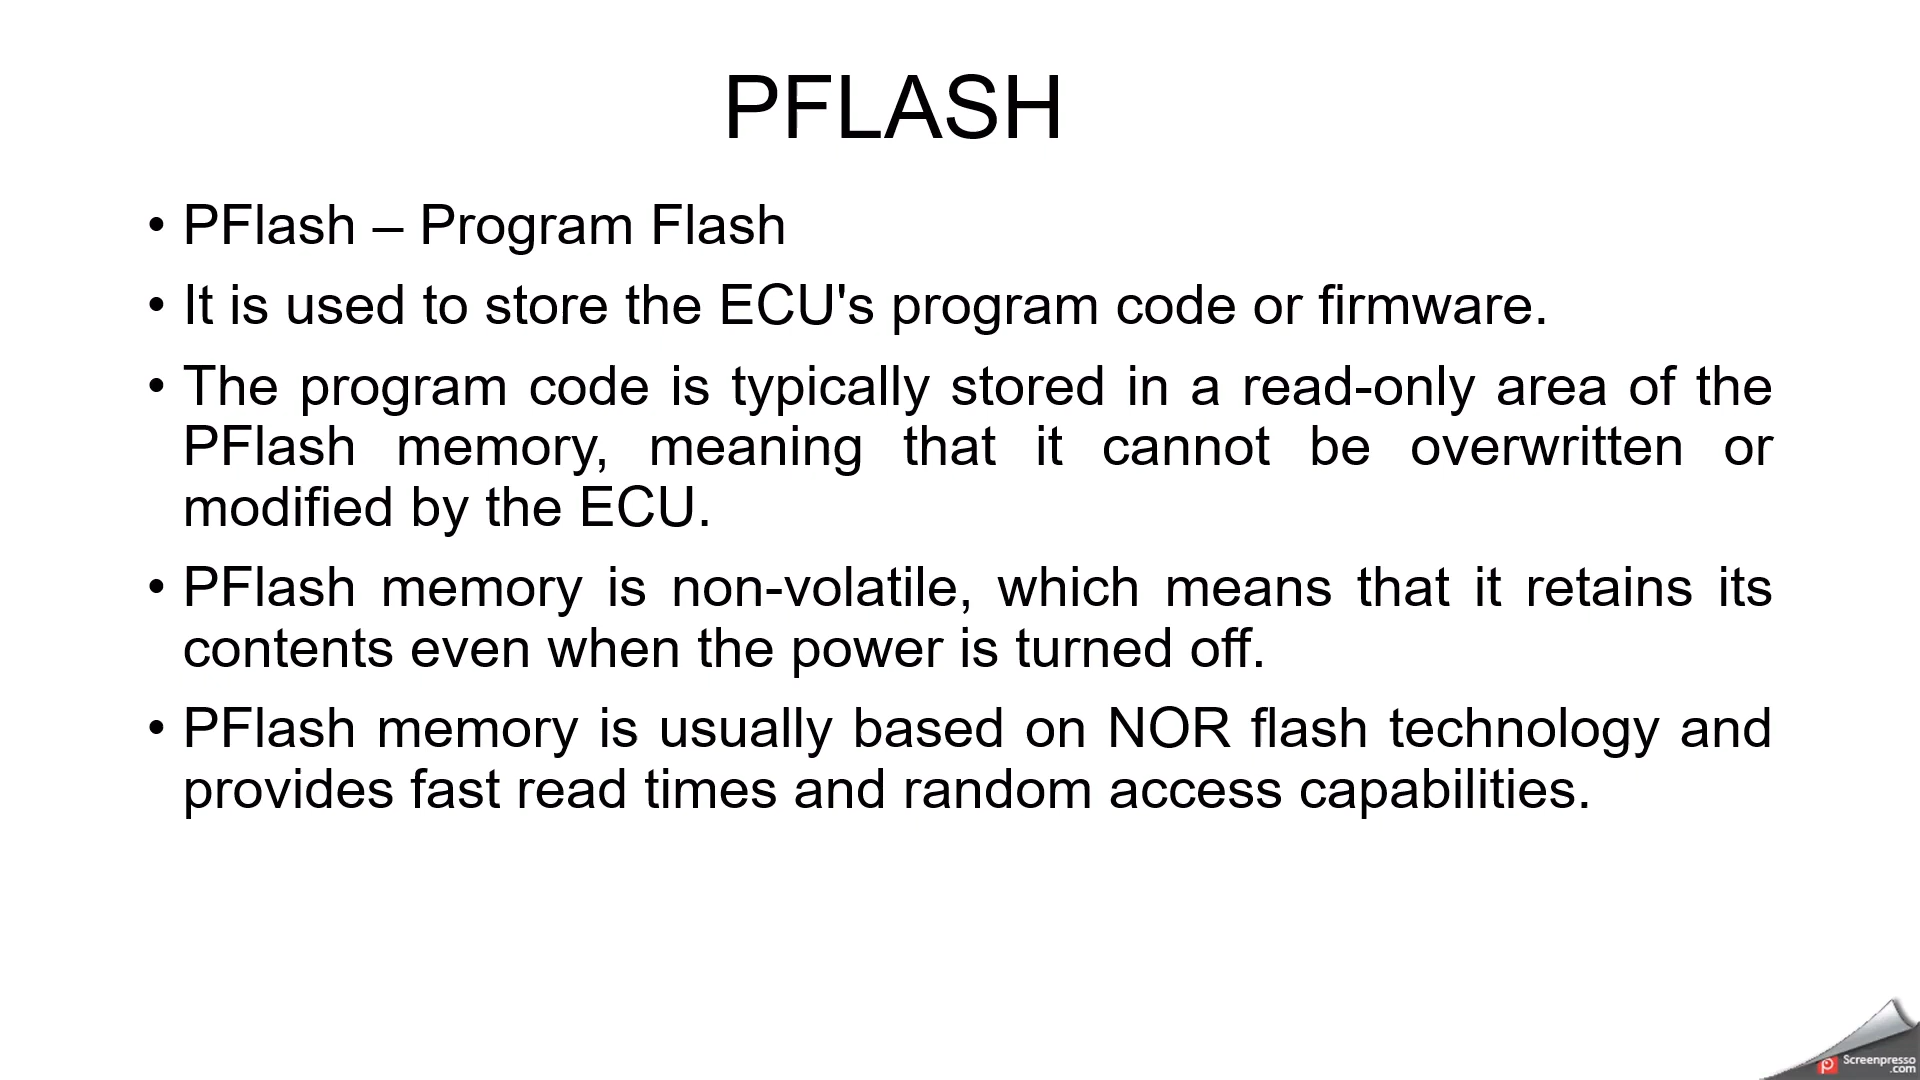 PFLASH
• PFlash – Program Flash
• It is used to store the ECU's program code or firmware.
• The program code is typically stored in a read-only area of the
PFlash memory, meaning that it cannot be overwritten or
modified by the ECU.
• PFlash memory is non-volatile, which means that it retains its
contents even when the power is turned off.
• PFlash memory is usually based on NOR flash technology and
provides fast read times and random access capabilities.
Screenpresso
.com